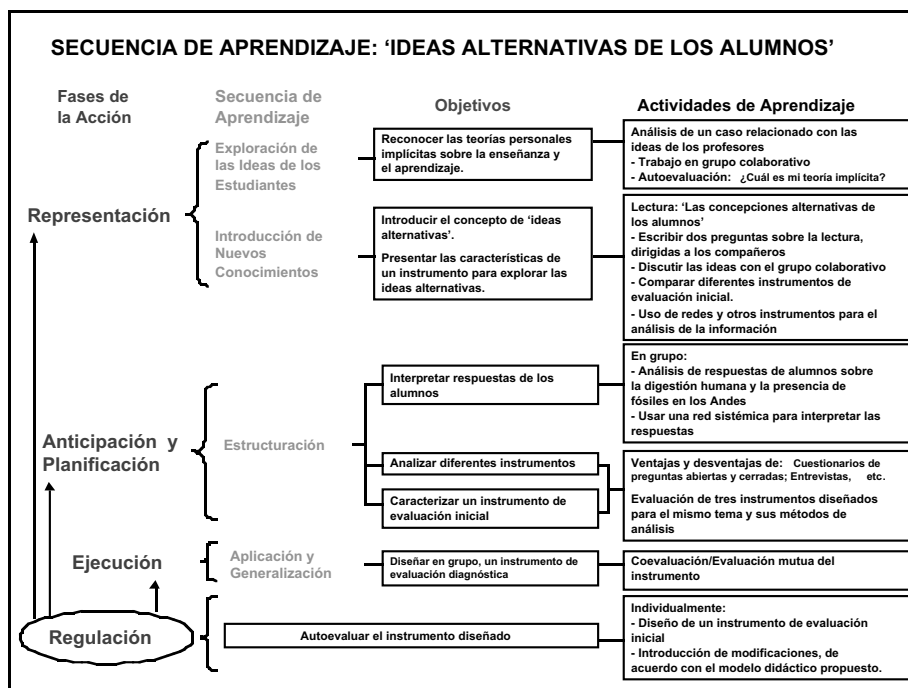 SECUENCIA DE APRENDIZAJE: ‘IDEAS ALTERNATIVAS DE LOS ALUMNOS’
Fases de
la Acción
Secuencia de
Aprendizaje
Objetivos
Actividades de Aprendizaje
Representación
Exploración de
las Ideas de los
Estudiantes
Reconocer las teorías personales
implícitas sobre la enseñanza y
el aprendizaje.
Análisis de un caso relacionado con las
ideas de los profesores
- Trabajo en grupo colaborativo
- Autoevaluación: ¿Cuál es mi teoría implícita?
Introducción de
Nuevos
Conocimientos
Introducir el concepto de ‘ideas
alternativas’.
Presentar las características de
un instrumento para explorar las
ideas alternativas.
Lectura: ‘Las concepciones alternativas de
los alumnos’
- Escribir dos preguntas sobre la lectura,
dirigidas a los compañeros
- Discutir las ideas con el grupo colaborativo
- Comparar diferentes instrumentos de
evaluación inicial.
- Uso de redes y otros instrumentos para el
análisis de la información
Anticipación y
Planificación
Estructuración
Interpretar respuestas de los
alumnos
En grupo:
- Análisis de respuestas de alumnos sobre
la digestión humana y la presencia de
fósiles en los Andes
- Usar una red sistémica para interpretar las
respuestas
Analizar diferentes instrumentos
Caracterizar un instrumento de
evaluación inicial
Ventajas y desventajas de: Cuestionarios de
preguntas abiertas y cerradas; Entrevistas, etc.
Evaluación de tres instrumentos diseñados
para el mismo tema y sus métodos de
análisis
Ejecución
Aplicación y
Generalización
Diseñar en grupo, un instrumento de
evaluación diagnóstica
Coevaluación/Evaluación mutua del
instrumento
Regulación
Autoevaluar el instrumento diseñado
Individualmente:
- Diseño de un instrumento de evaluación
inicial
- Introducción de modificaciones, de
acuerdo con el modelo didáctico propuesto.